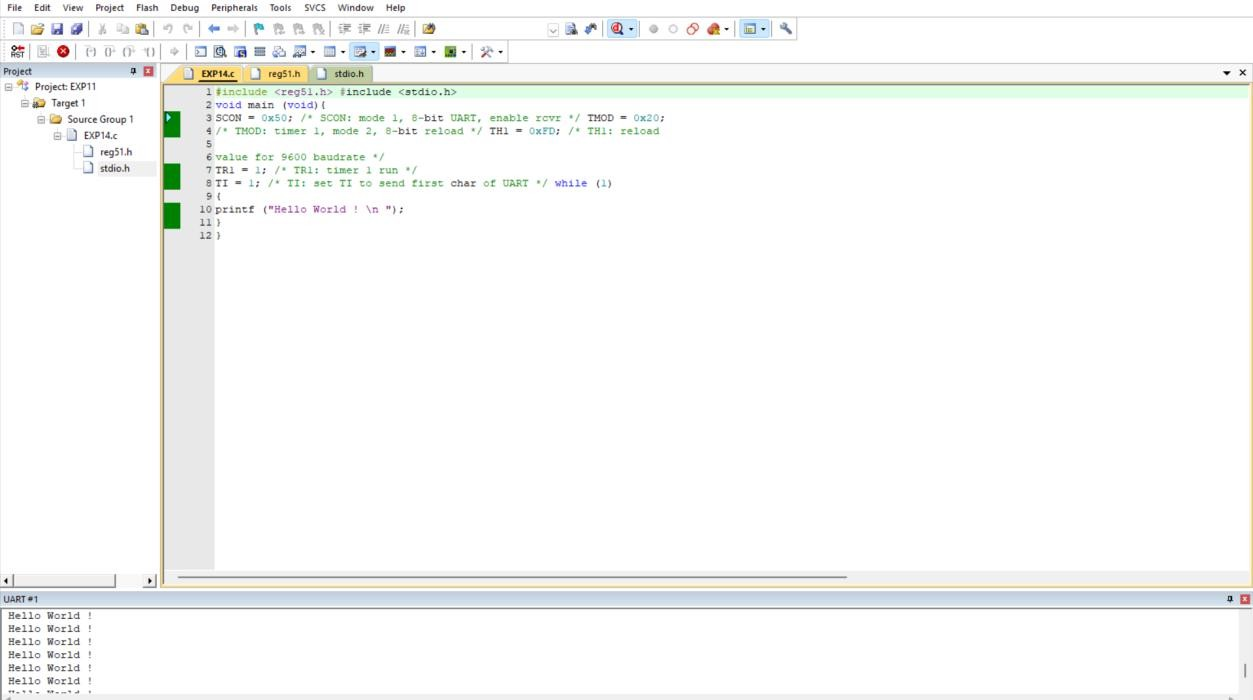 File Edit View Project Flash Debug Peripherals Tools SVCS Window Help
RST
Project
EXP14.c reg51.h stdio.h
Project: EXP11
Target 1
Source Group 1
EXP14.c
reg51.h
stdio.h
1 #include <reg51.h> #include <stdio.h>
2 void main (void){
3 SCON = 0x50; /* SCON: mode 1, 8-bit UART, enable rcvr */ TMOD = 0x20;
4 /* TMOD: timer 1, mode 2, 8-bit reload */ TH1 = 0xFD; /* TH1: reload
5
6 value for 9600 baudrate */
7 TR1 = 1; /* TR1: timer 1 run */
8 TI = 1; /* TI: set TI to send first char of UART */ while (1)
9 {
10 printf ("Hello World ! \n ");
11 }
12 }
UART #1
Hello World !
Hello World !
Hello World !
Hello World !
Hello World !
Hello World !
Hello World !